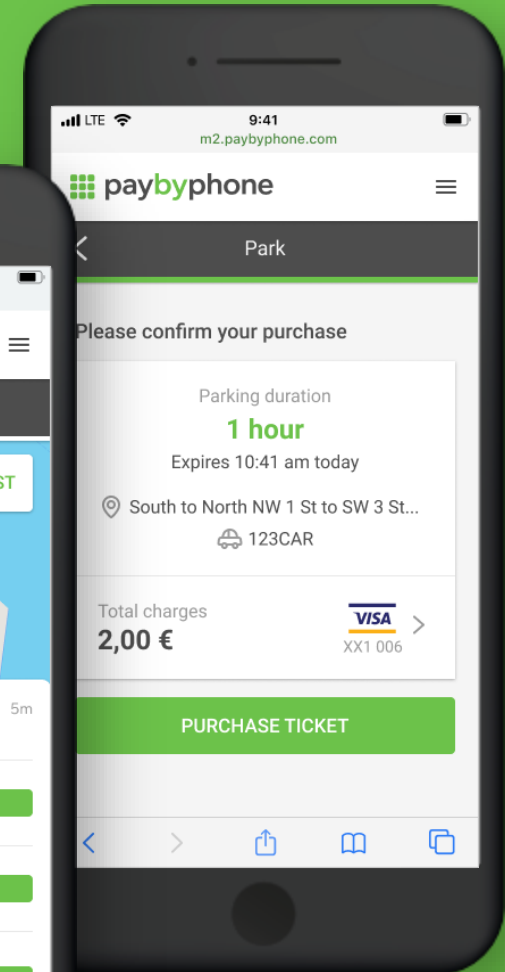 LTE 9:41
m2.paybyphone.com
paybyphone
Park
Please confirm your purchase
Parking duration
1 hour
Expires 10:41 am today
South to North NW 1 St to SW 3 St...
123CAR
Total charges
2,00 €
VISA
XX1 006
PURCHASE TICKET
5m